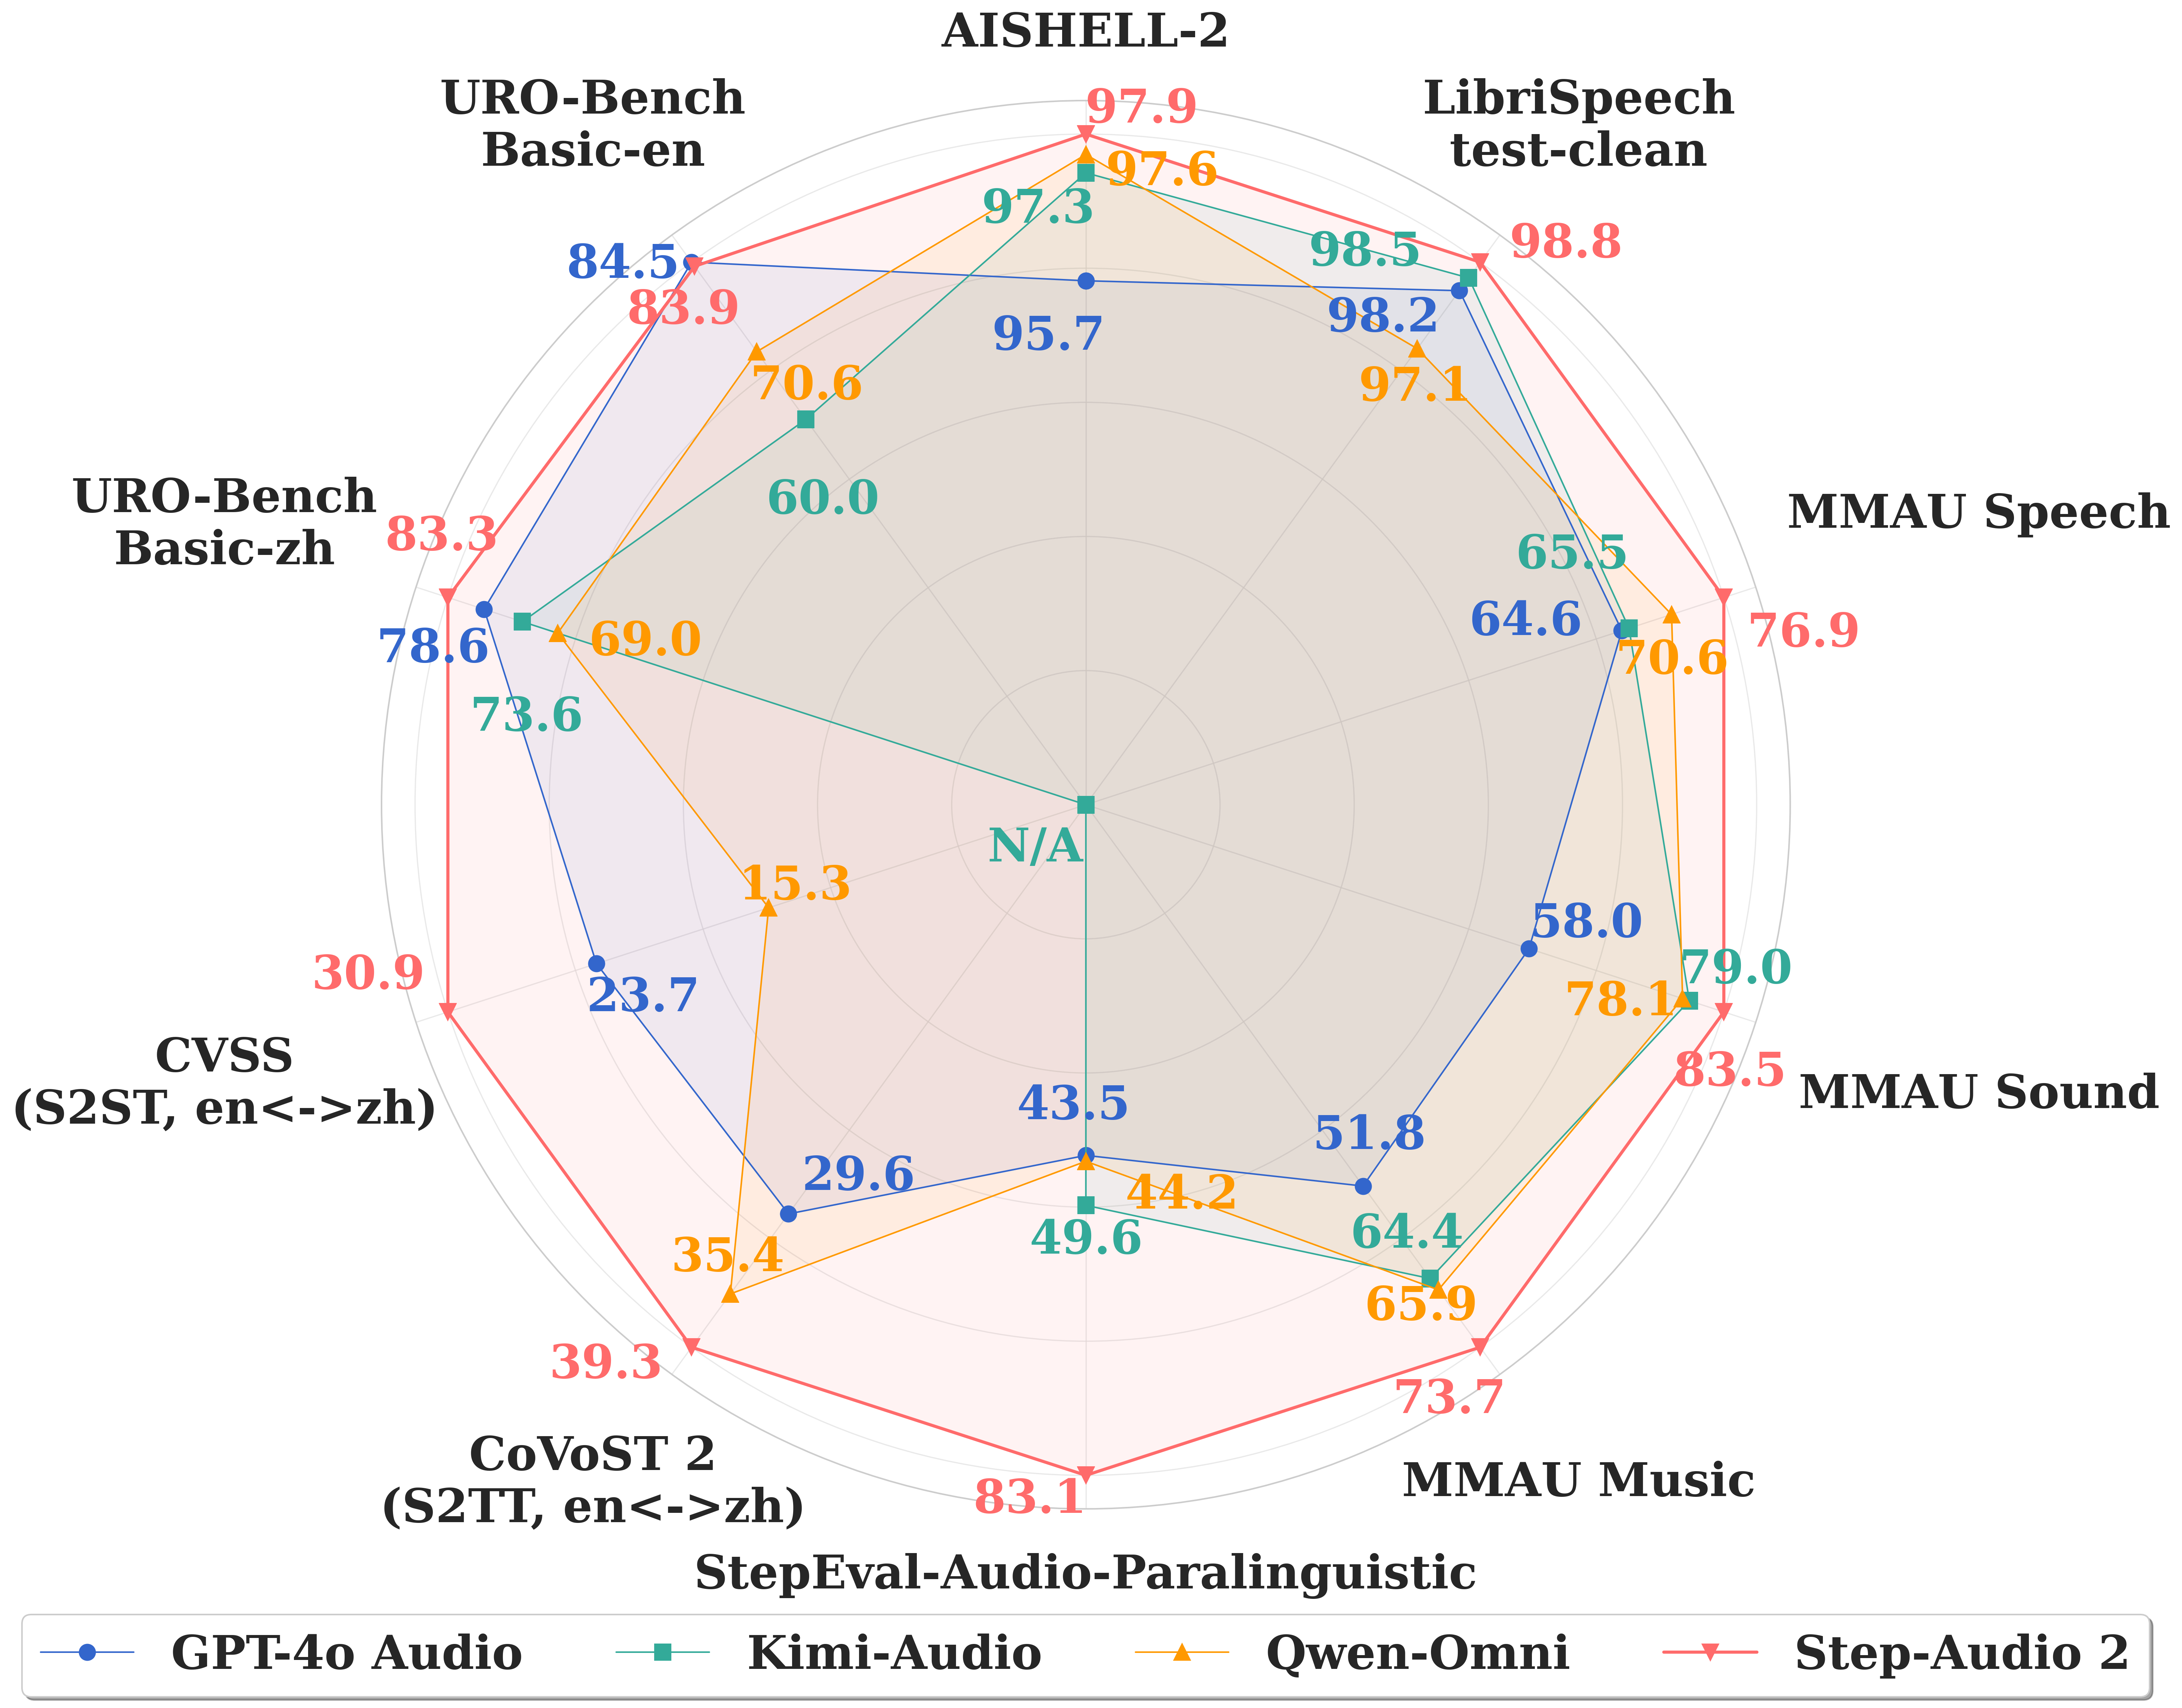 AISHELL-2
URO-Bench
Basic-en
LibriSpeech
test-clean
97.9
97.6
97.3
95.7
98.8
98.5
98.2
97.1
84.5
83.9
70.6
60.0
URO-Bench
Basic-zh
83.3
78.6
73.6
69.0
MMAU Speech
65.5
64.6
70.6
76.9
N/A
15.3
23.7
30.9
CVSS
(S2ST, en<->zh)
58.0
79.0
78.1
83.5
MMAU Sound
43.5
44.2
49.6
83.1
51.8
64.4
65.9
73.7
MMAU Music
29.6
35.4
39.3
CoVoST 2
(S2TT, en<->zh)
StepEval-Audio-Paralinguistic
GPT-4o Audio
Kimi-Audio
Qwen-Omni
Step-Audio 2